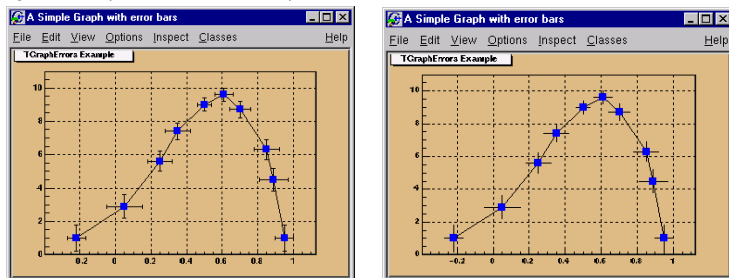 A Simple Graph with error bars
File Edit View Options Inspect Classes Help
TGraphErrors Example
10
8
6
4
2
0
-0.2 0 0.2 0.4 0.6 0.8 1
A Simple Graph with error bars
File Edit View Options Inspect Classes Help
TGraphErrors Example
10
8
6
4
2
0
-0.2 0 0.2 0.4 0.6 0.8 1